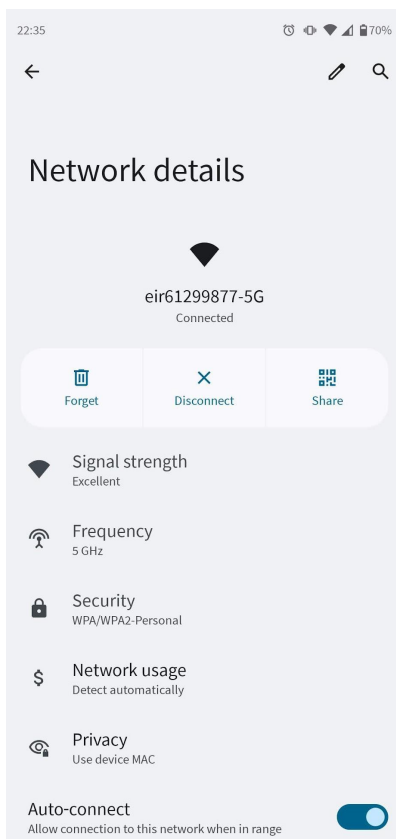 22:35
70%
Network details
eir61299877-5G
Connected
Forget
Disconnect
Share
Signal strength
Excellent
Frequency
5 GHz
Security
WPA/WPA2-Personal
Network usage
Detect automatically
Privacy
Use device MAC
Auto-connect
Allow connection to this network when in range